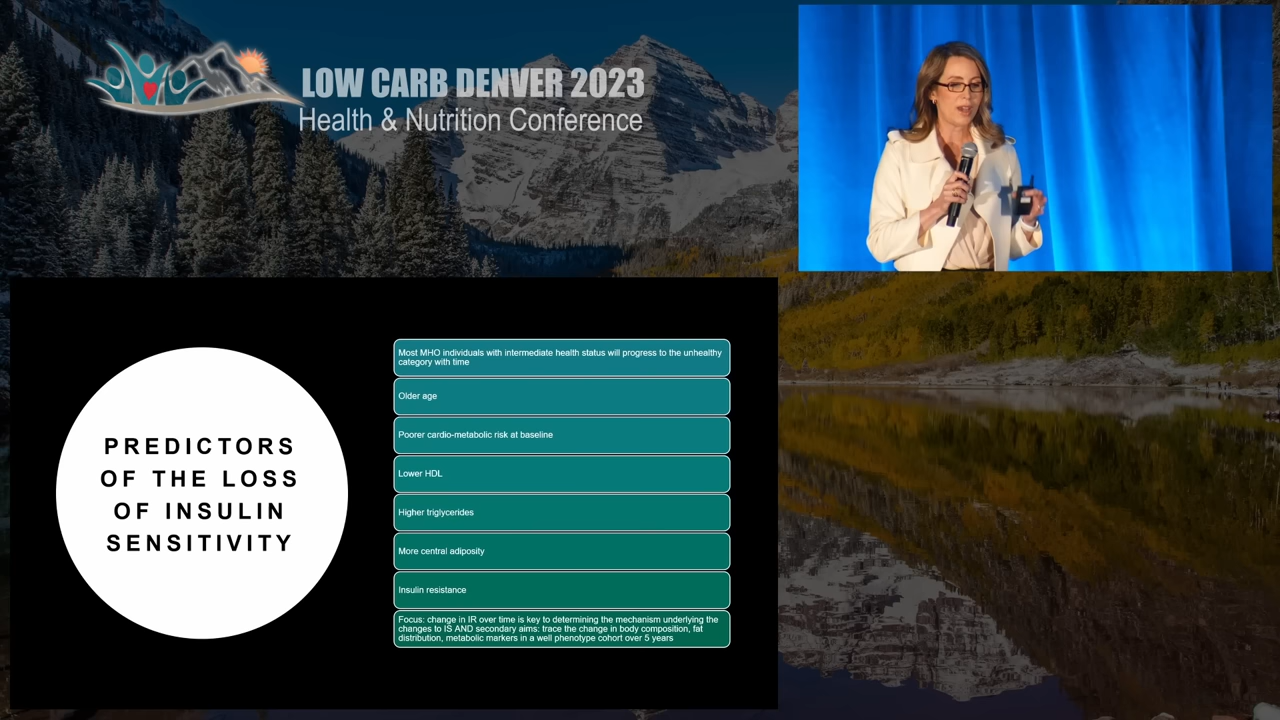 LOW CARB DENVER 2023
Health & Nutrition Conference
PREDICTORS
OF THE LOSS
OF INSULIN
SENSITIVITY
Most MHO individuals with intermediate health status will progress to the unhealthy
category with time
Older age
Poorer cardio-metabolic risk at baseline
Lower HDL
Higher triglycerides
More central adiposity
Insulin resistance
Focus: change in IR over time is key to determining the mechanism underlying the
changes to IS AND secondary aims: trace the change in body composition, fat
distribution, metabolic markers in a well phenotype cohort over 5 years